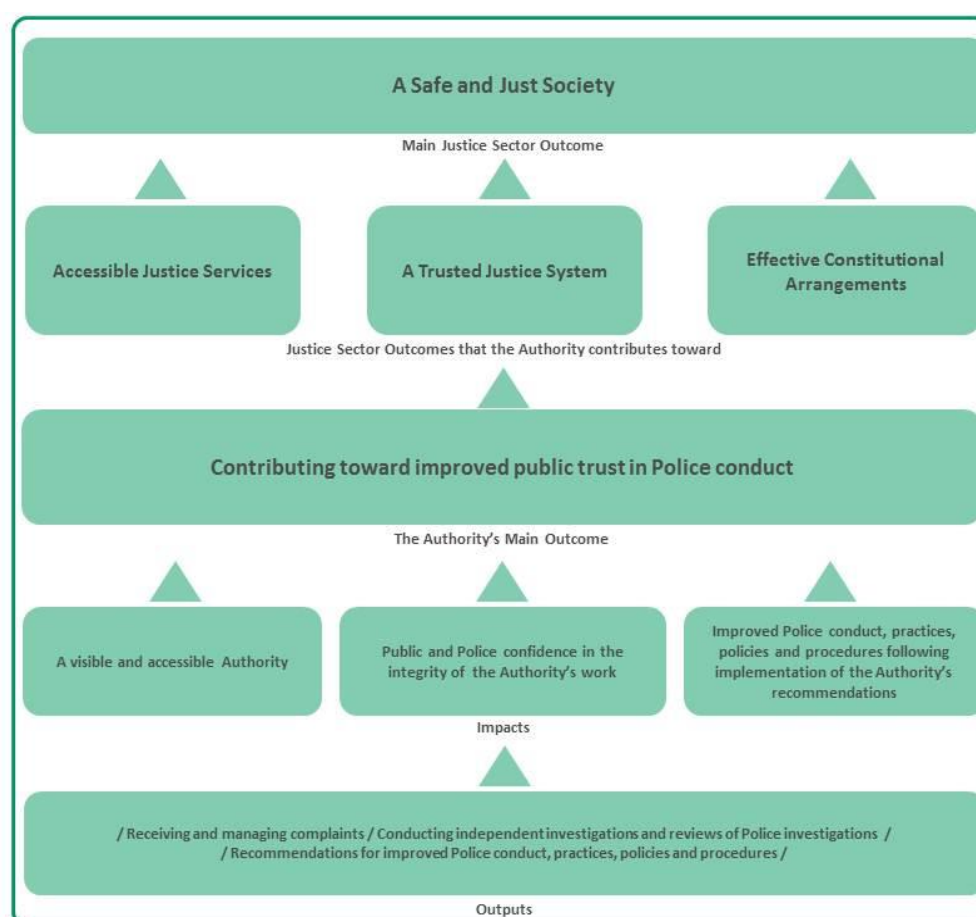 A Safe and Just Society
Main Justice Sector Outcome
Accessible Justice Services
A Trusted Justice System
Effective Constitutional
Arrangements
Justice Sector Outcomes that the Authority contributes toward
Contributing toward improved public trust in Police conduct
The Authority's Main Outcome
A visible and accessible Authority
Public and Police confidence in the
integrity of the Authority's work
Improved Police conduct, practices,
policies and procedures following
implementation of the Authority's
recommendations
Impacts
/ Receiving and managing complaints / Conducting independent investigations and reviews of Police investigations /
/ Recommendations for improved Police conduct, practices, policies and procedures /
Outputs